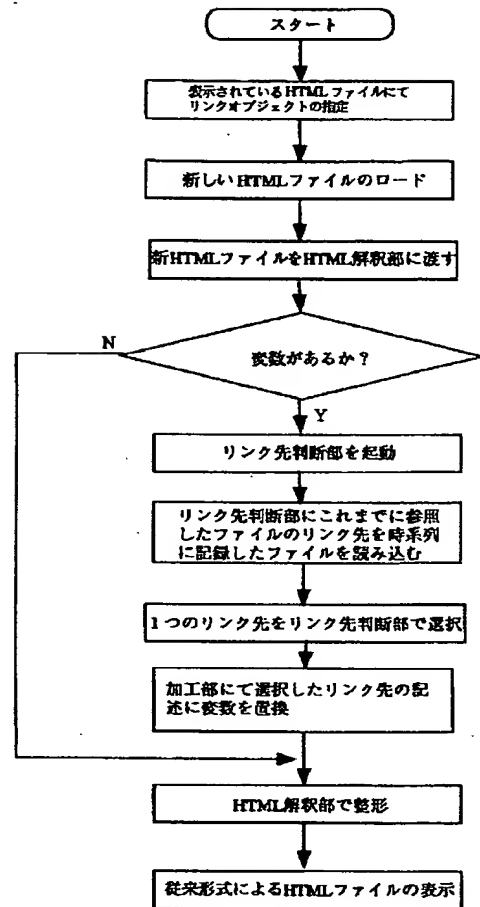 スタート
表示されているHTMLファイルにて
リンクオブジェクトの指定
新しいHTMLファイルのロード
新HTMLファイルをHTML解釈部に渡す
変数があるか？
N
Y
リンク先判断部を起動
リンク先判断部にこれまでに参照
したファイルのリンク先を時系列
に記録したファイルを読み込む
1つのリンク先をリンク先判断部で選択
加工部にて選択したリンク先の記
述に変数を置換
HTML解釈部で整形
従来形式によるHTMLファイルの表示